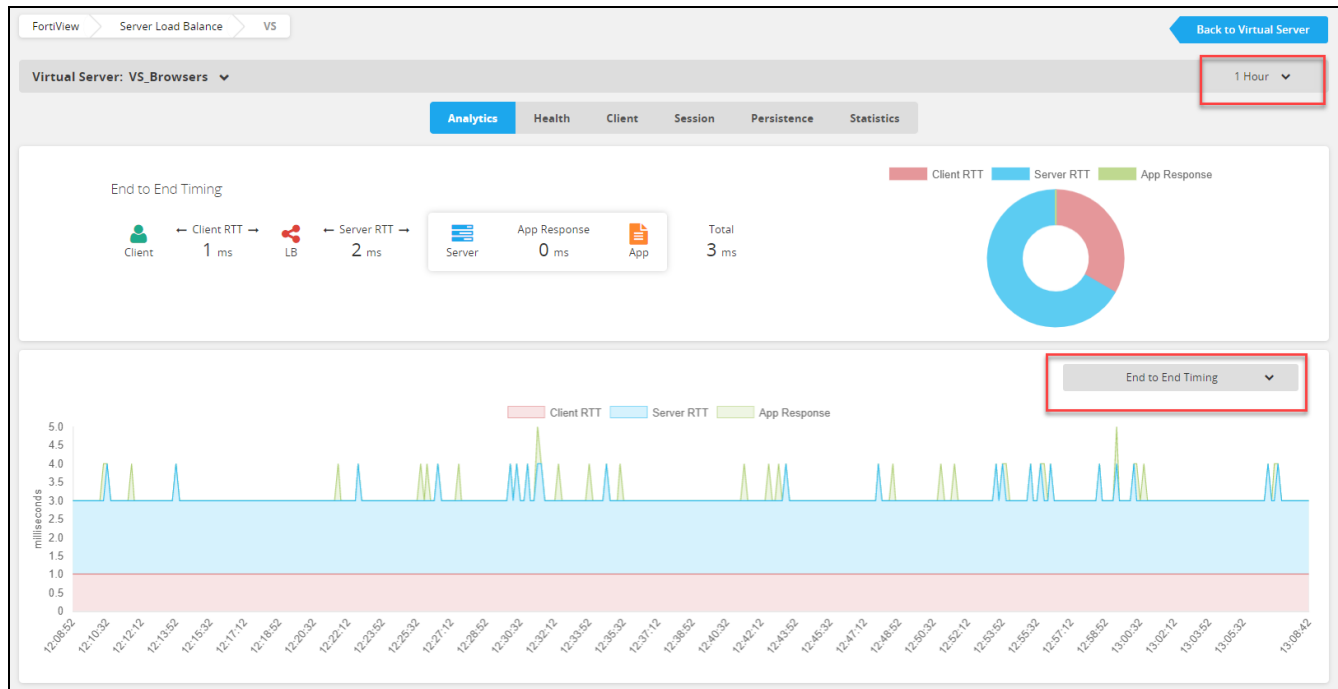 FortiView Server Load Balance VS
Back to Virtual Server
Virtual Server: VS_Browsers
1 Hour
Analytics Health Client Session Persistence Statistics
Client RTT Server RTT App Response
End to End Timing
← Client RTT → ← Server RTT → App Response Total
1 ms 2 ms 0 ms 3 ms
Client LB Server App
End to End Timing
Client RTT Server RTT App Response
5.0
4.5
4.0
3.5
3.0
2.5
2.0
1.5
1.0
0.5
0
milliseconds
12:08:52 12:10:32 12:12:12 12:13:52 12:15:32 12:17:12 12:18:52 12:20:32 12:22:12 12:23:52 12:25:32 12:27:12 12:28:52 12:30:32 12:32:12 12:33:52 12:35:32 12:37:12 12:38:52 12:40:32 12:42:12 12:43:52 12:45:32 12:47:12 12:48:52 12:50:32 12:52:12 12:53:52 12:55:32 12:57:12 12:58:52 13:00:32 13:02:12 13:03:52 13:05:32 13:08:42